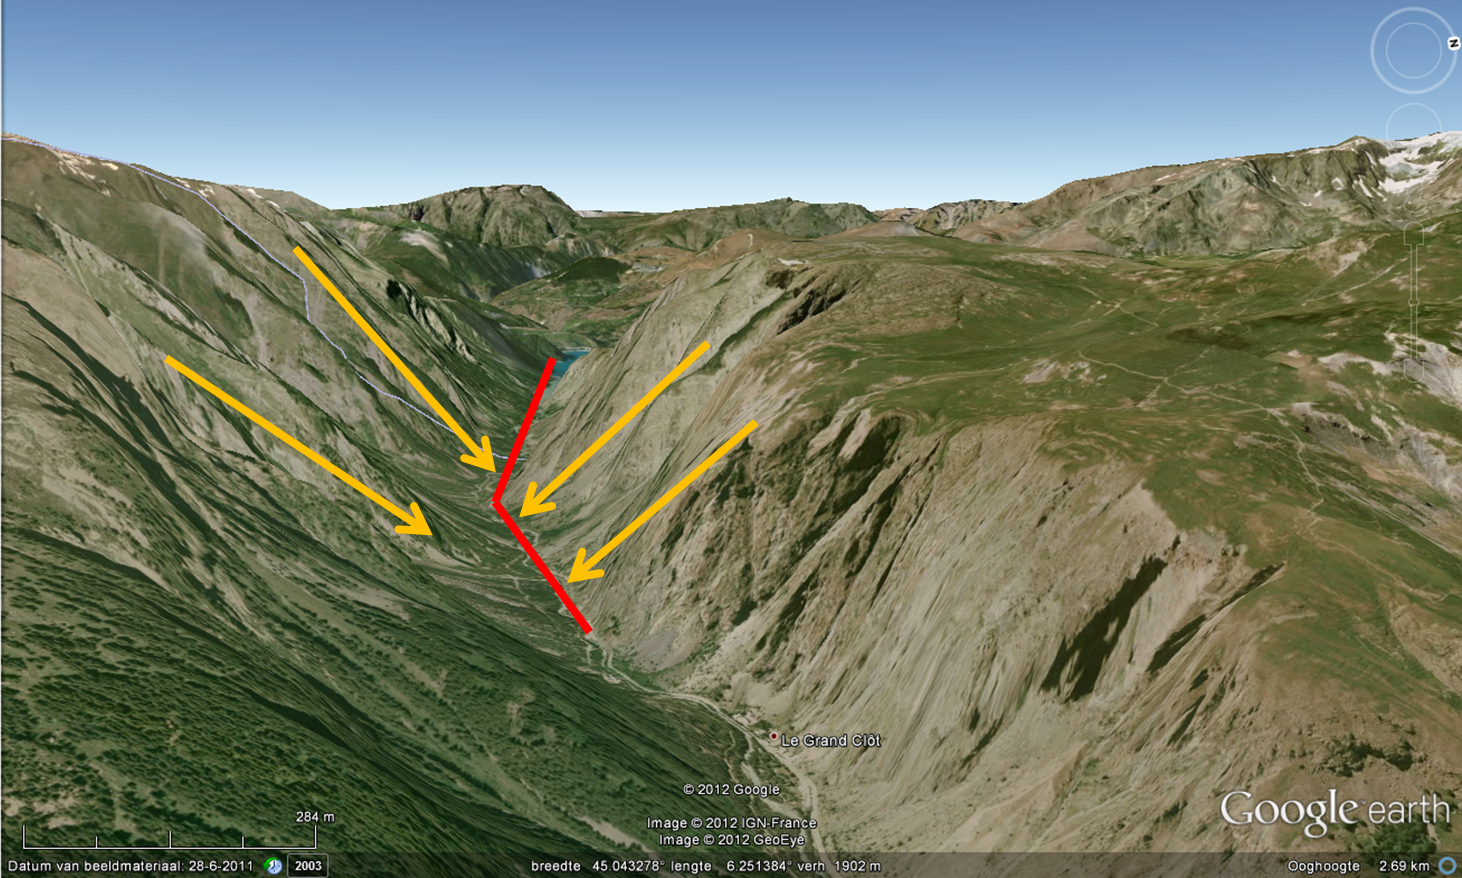 N
Le Grand Clôt
© 2012 Google
284 m
Image © 2012 IGN-France
Image © 2012 GeoEye
Google earth
Datum van beeldmateriaal: 28-6-2011 2003 breedte 45.043278° lengte 6.251384° verh 1902 m Ooghoogte 2.69 km